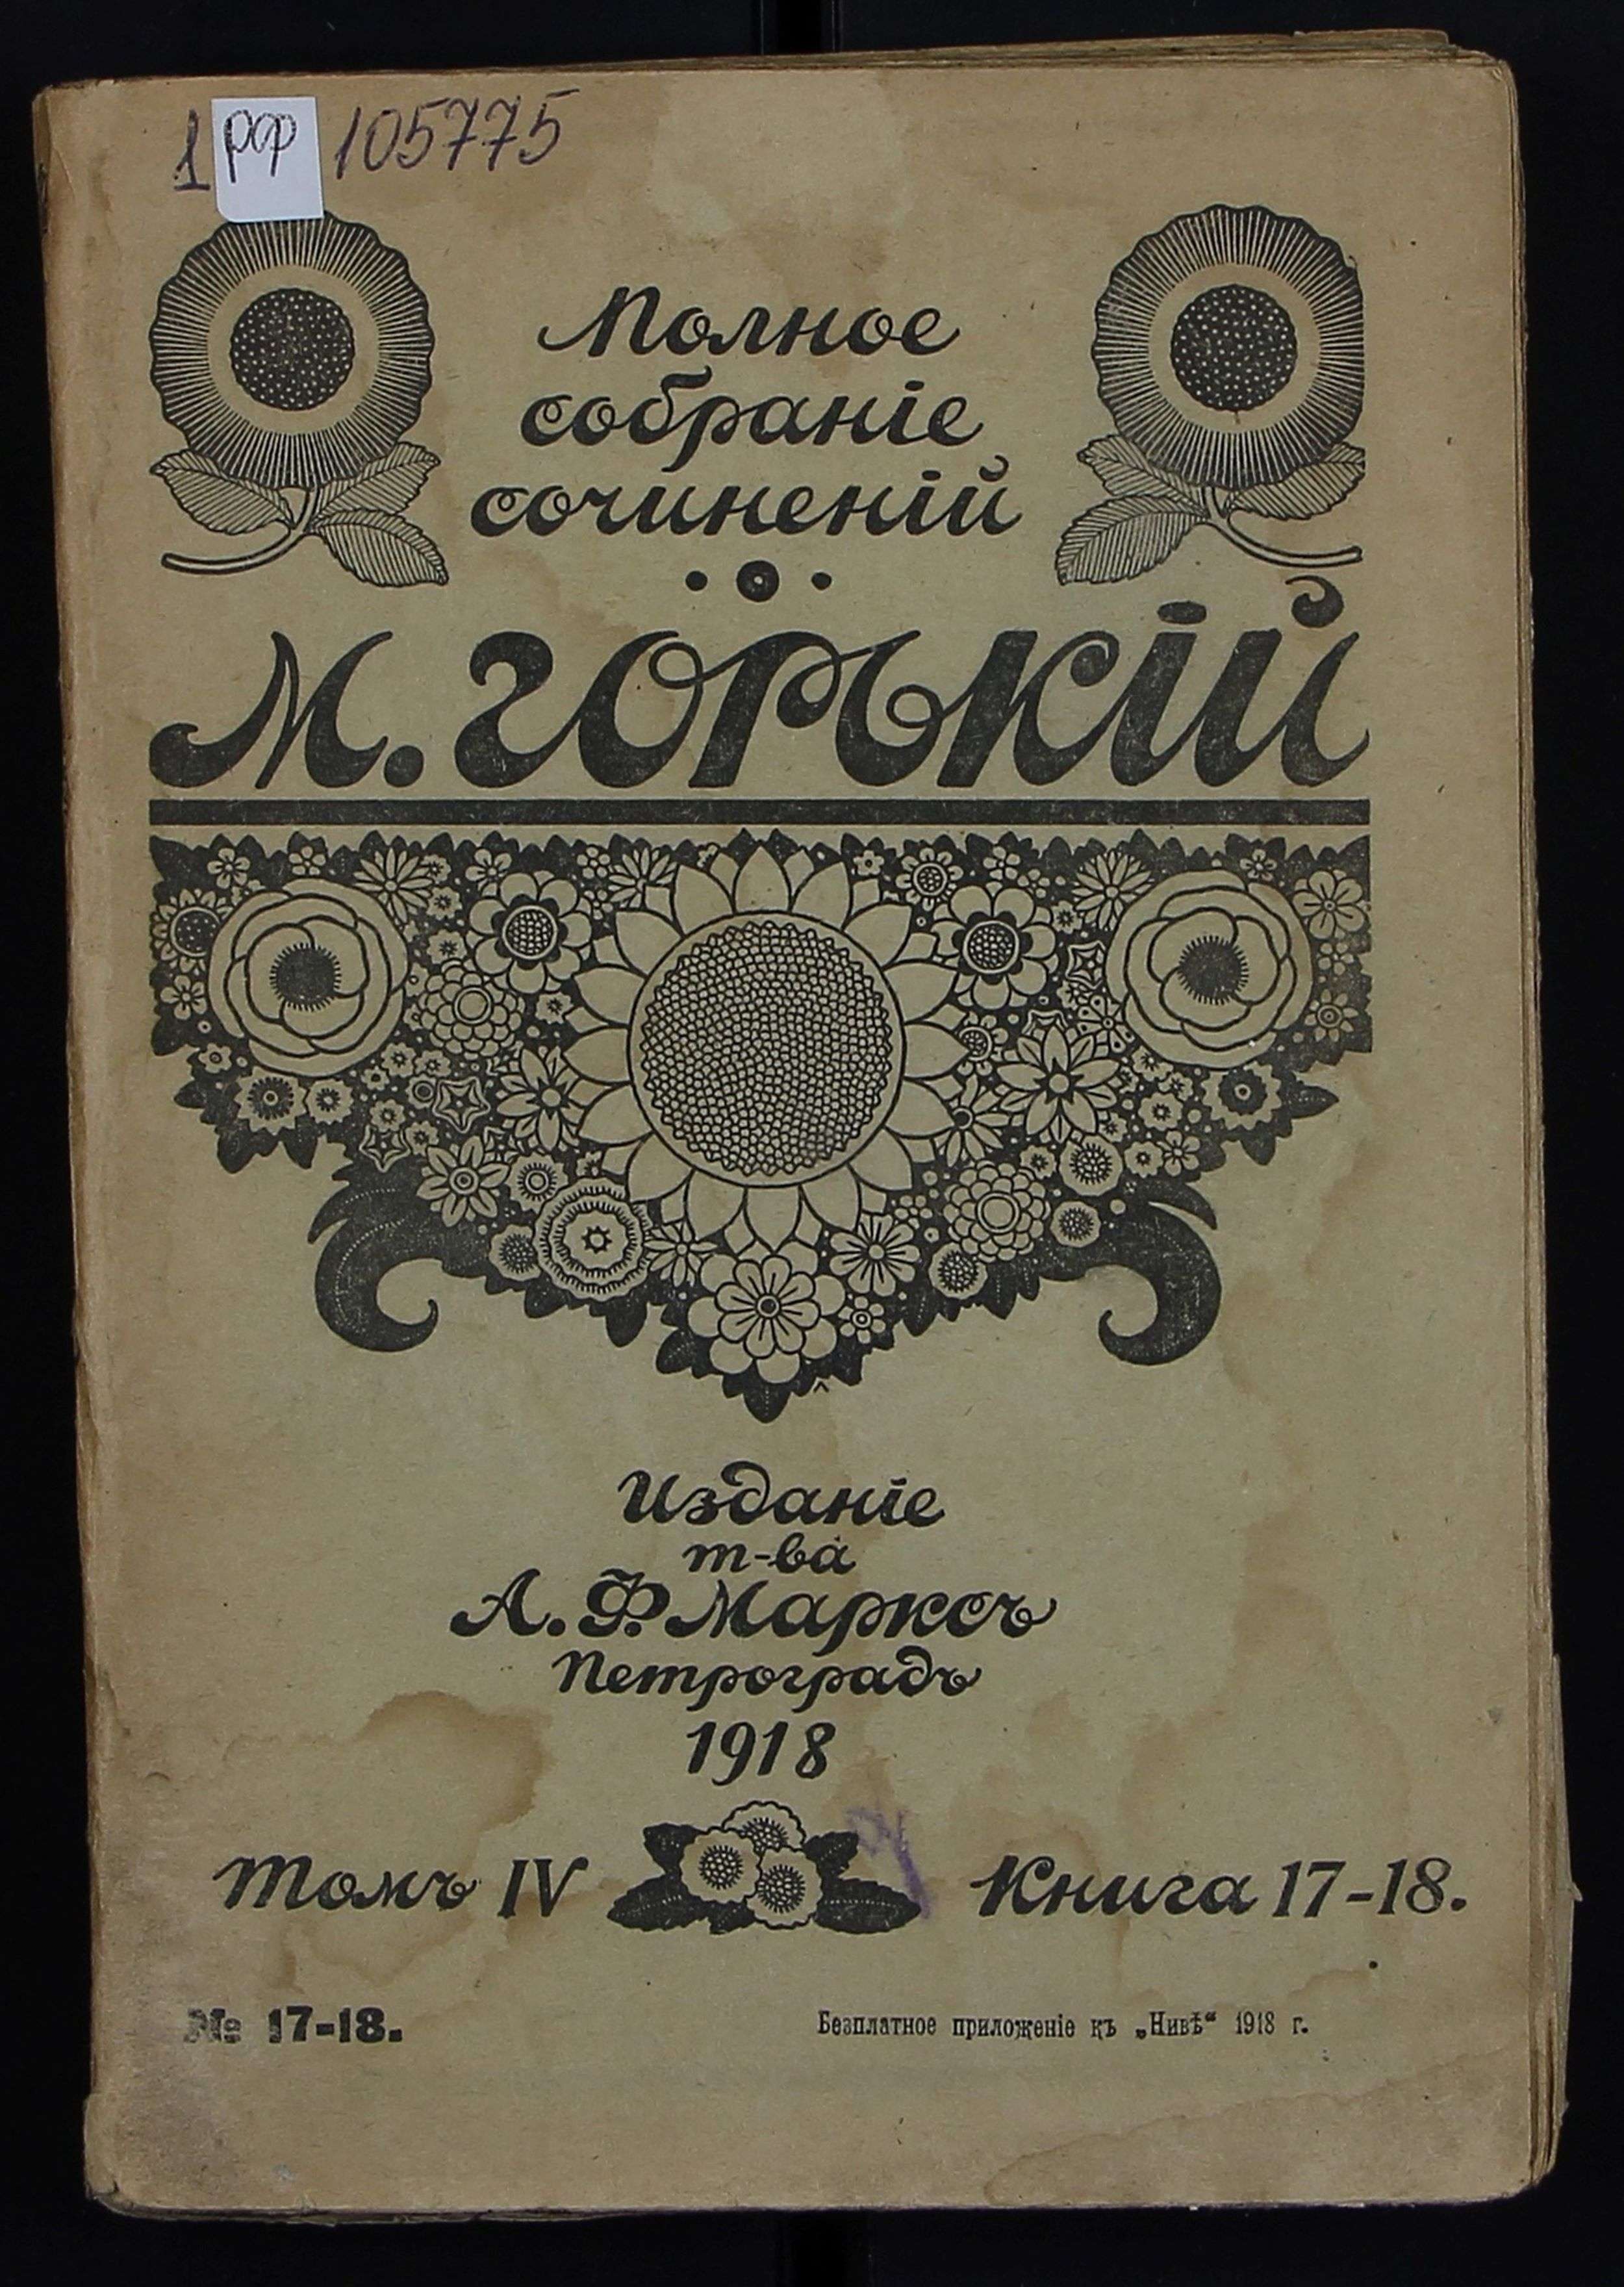 1 рф 105775
Полное
собраніе
сочиненій
М. Горькій
Изданіе
т-ва
А. Ф. Марксъ
Петроградъ
1918
Томъ IV
Книга 17-18.
№ 17-18.
Безплатное приложеніе къ „Нивѣ“ 1918 г.